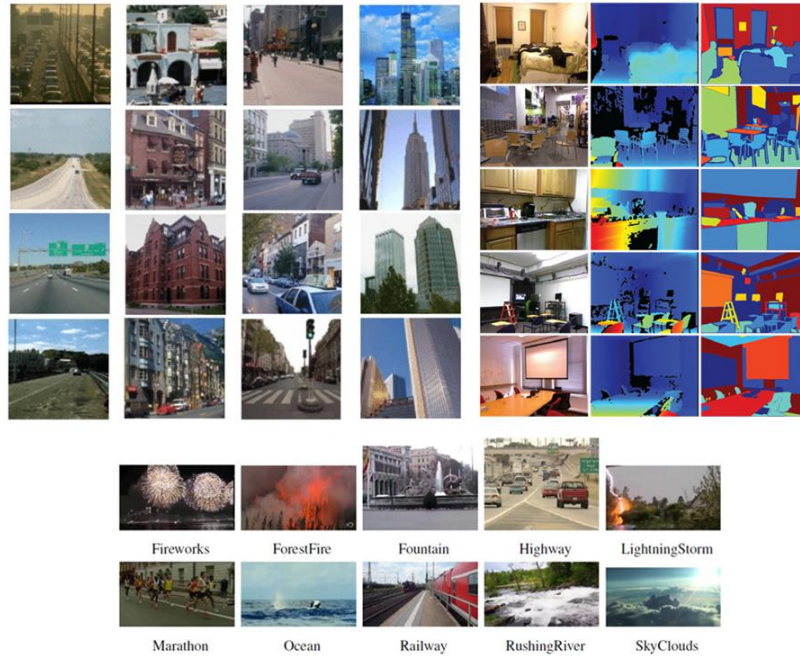 Fireworks
ForestFire
Fountain
Highway
LightningStorm
Marathon
Ocean
Railway
RushingRiver
SkyClouds